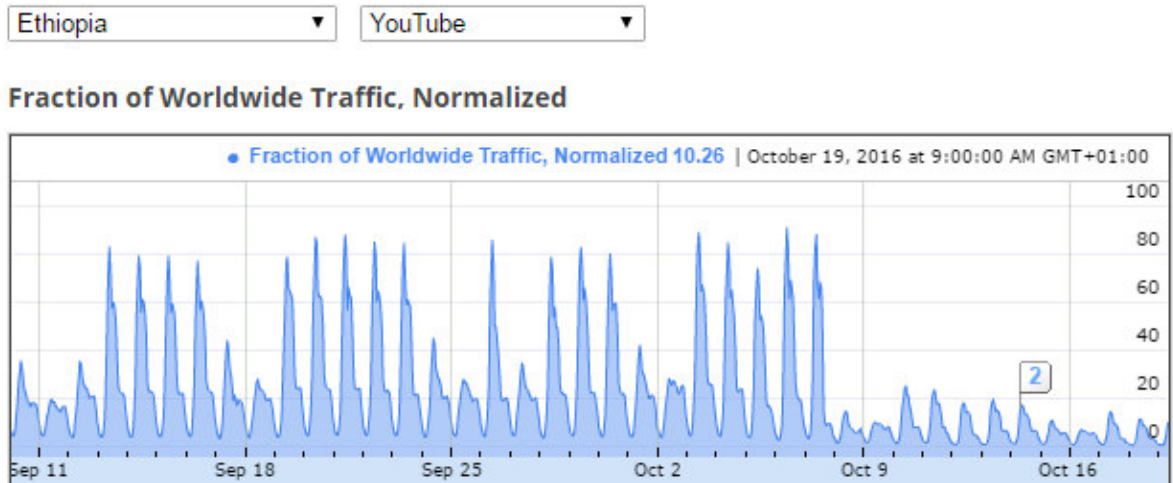 Ethiopia YouTube
Fraction of Worldwide Traffic, Normalized
Fraction of Worldwide Traffic, Normalized 10.26 | October 19, 2016 at 9:00:00 AM GMT+01:00
100
80
60
40
2
20
0
Sep 11 Sep 18 Sep 25 Oct 2 Oct 9 Oct 16